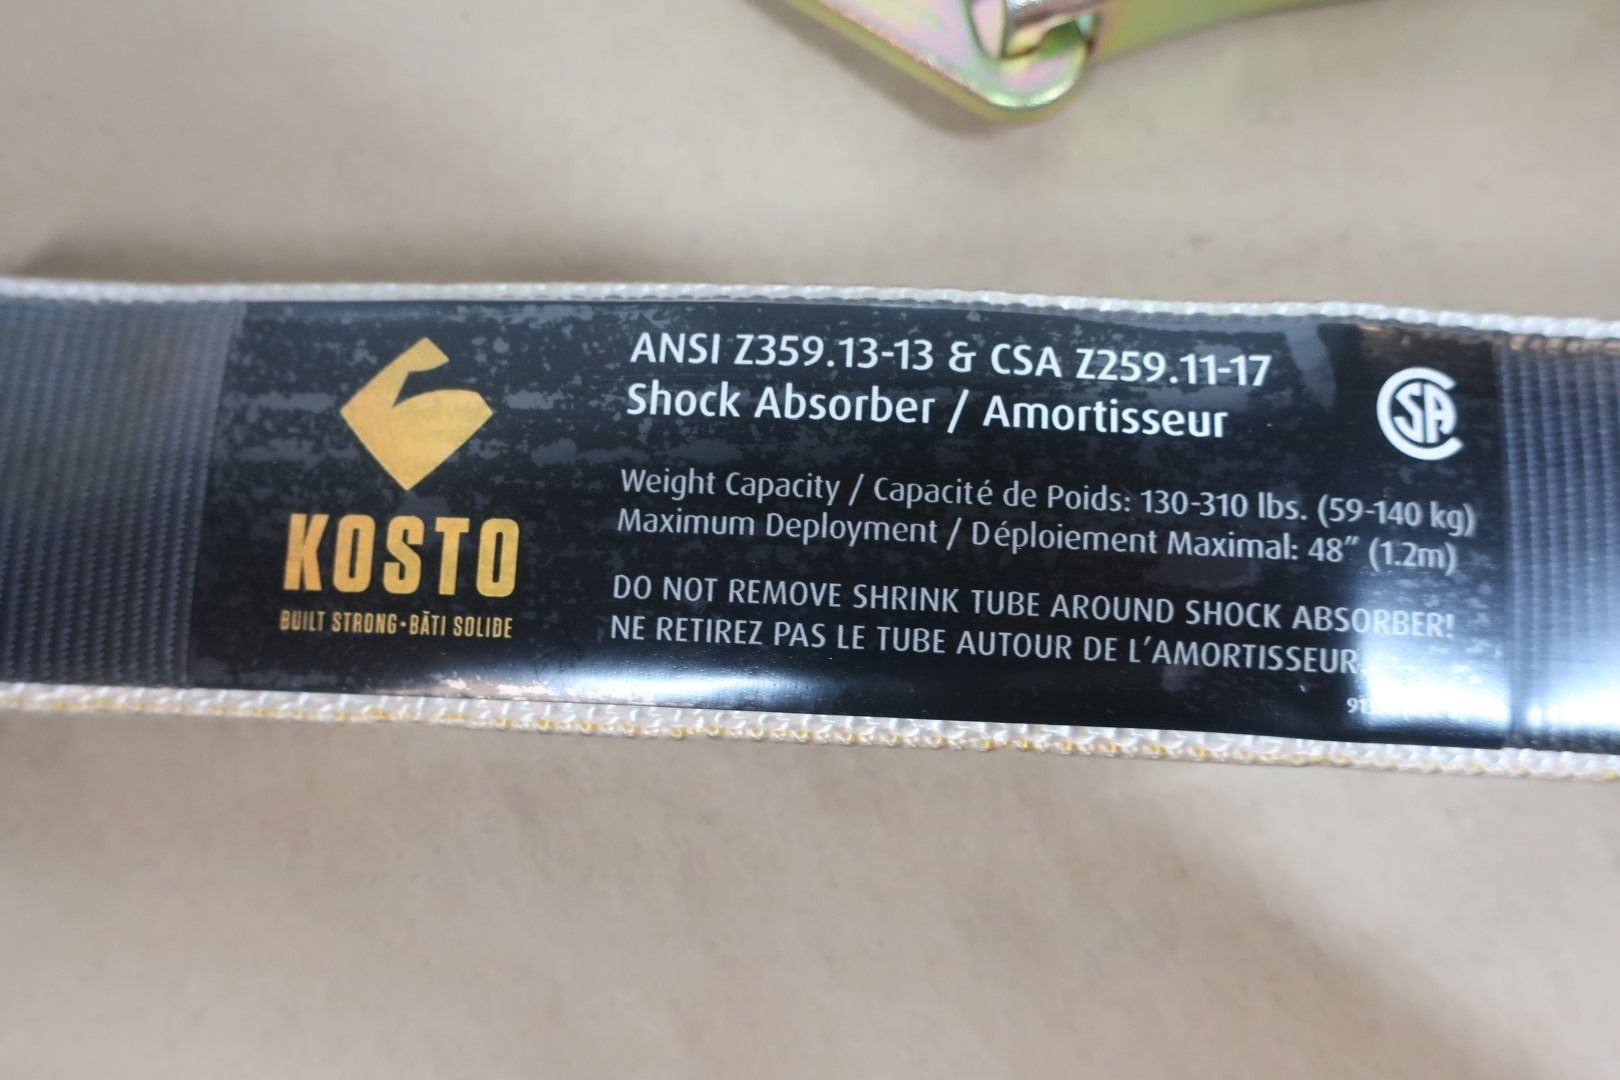 KOSTO
BUILT STRONG•BÂTI SOLIDE
ANSI Z359.13-13 & CSA Z259.11-17
Shock Absorber / Amortisseur
CSA
Weight Capacity / Capacité de Poids: 130-310 lbs. (59-140 kg)
Maximum Deployment / Déploiement Maximal: 48” (1.2m)
DO NOT REMOVE SHRINK TUBE AROUND SHOCK ABSORBER!
NE RETIREZ PAS LE TUBE AUTOUR DE L’AMORTISSEUR